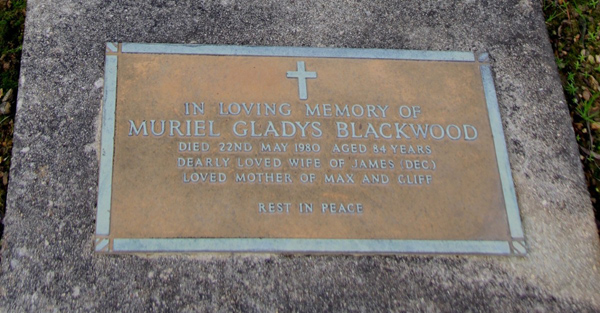 IN LOVING MEMORY OF
MURIEL GLADYS BLACKWOOD
DIED 22ND MAY 1980 AGED 84 YEARS
DEARLY LOVED WIFE OF JAMES (DEC)
LOVED MOTHER OF MAX AND CLIFF
REST IN PEACE